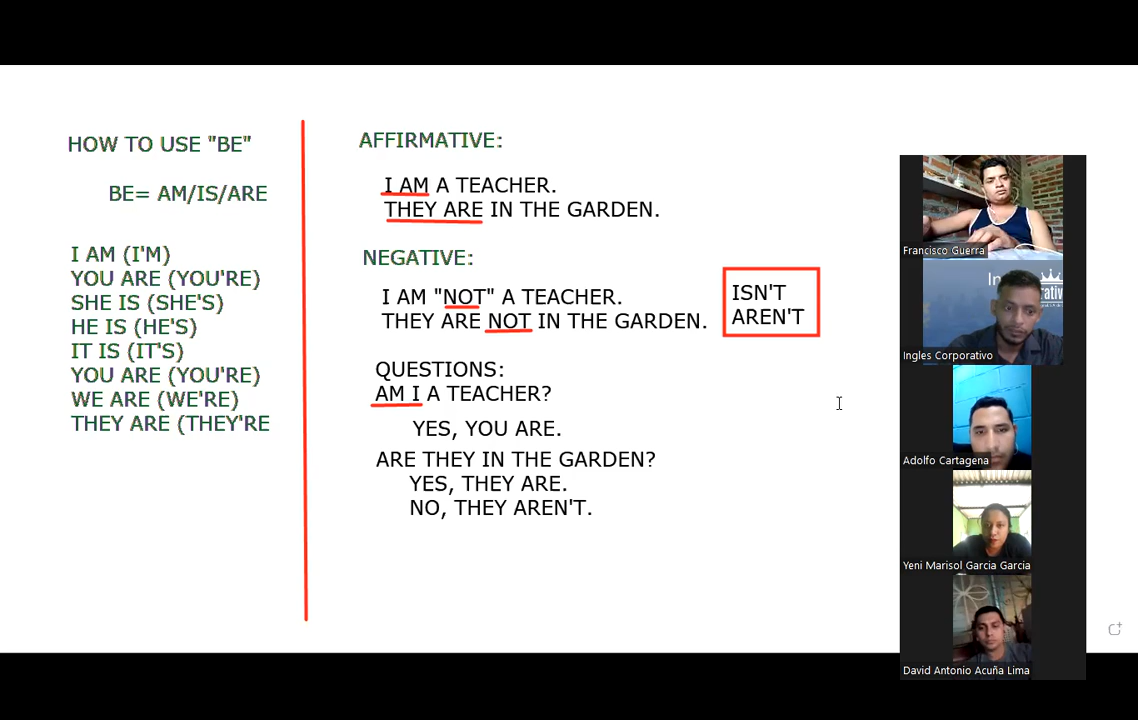 HOW TO USE "BE"
BE= AM/IS/ARE
I AM (I'M)
YOU ARE (YOU'RE)
SHE IS (SHE'S)
HE IS (HE'S)
IT IS (IT'S)
YOU ARE (YOU'RE)
WE ARE (WE'RE)
THEY ARE (THEY'RE
AFFIRMATIVE:
I AM A TEACHER.
THEY ARE IN THE GARDEN.
NEGATIVE:
I AM "NOT" A TEACHER.
THEY ARE NOT IN THE GARDEN.
ISN'T
AREN'T
QUESTIONS:
AM I A TEACHER?
YES, YOU ARE.
ARE THEY IN THE GARDEN?
YES, THEY ARE.
NO, THEY AREN'T.
Francisco Guerra
Ingles Corporativo
Adolfo Cartagena
Yeni Marisol Garcia Garcia
David Antonio Acuña Lima